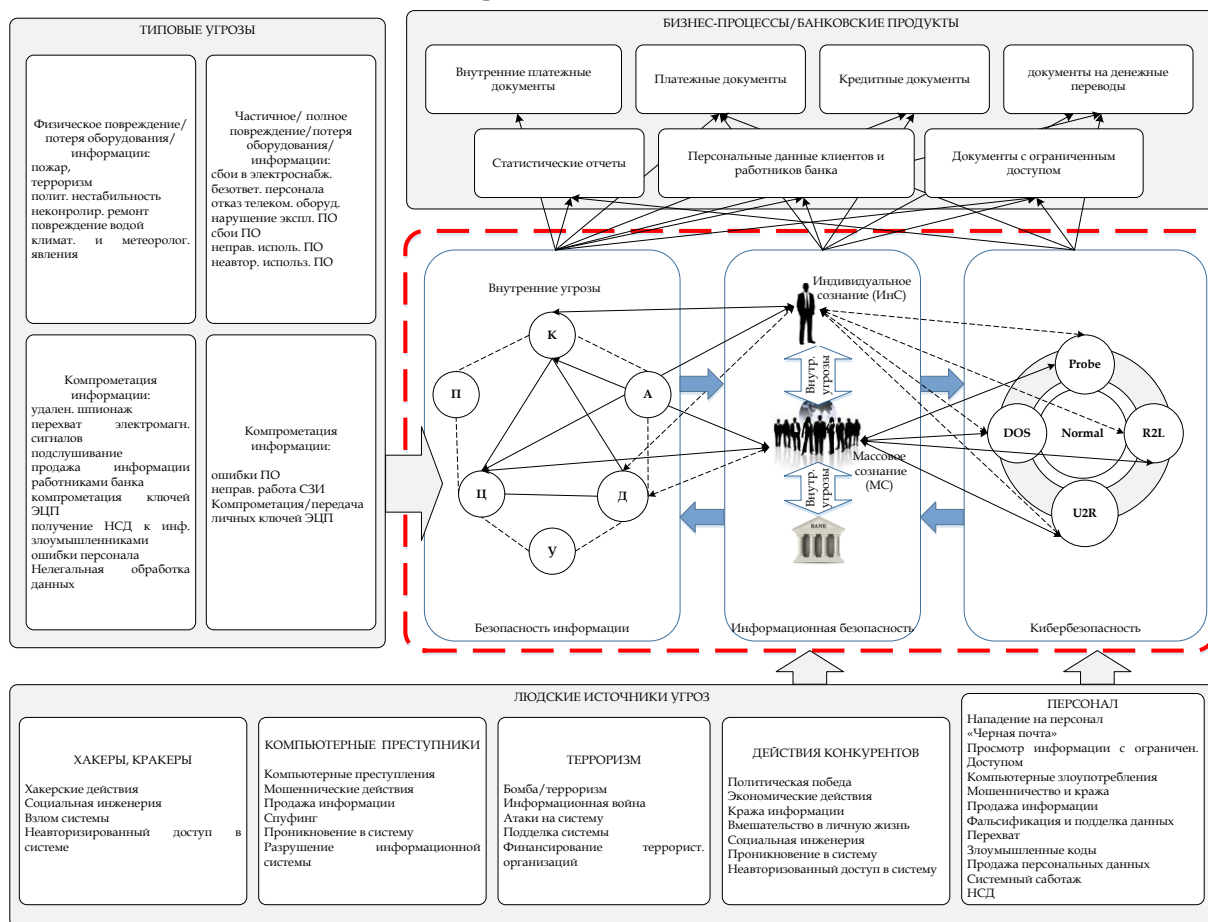 ТИПОВЫЕ УГРОЗЫ
Физическое повреждение/
потеря оборудования/
информации:
пожар,
терроризм
полит. нестабильность
неконролир. ремонт
повреждение водой
климат. и метеоролог.
явления
Частичное/ полное
повреждение/потеря
оборудования/
информации:
сбои в электроснабж.
безответ. персонала
отказ телеком. оборуд.
нарушение экспл. ПО
сбои ПО
неправ. исполь. ПО
неавтор. использ. ПО
Компрометация
информации:
удален. шпионаж
перехват электромагн.
сигналов
подслушивание
продажа информации
работниками банка
компрометация ключей
ЭЦП
получение НСД к инф.
злоумышленниками
ошибки персонала
Нелегальная обработка
данных
Компрометация
информации:
ошибки ПО
неправ. работа СЗИ
Компрометация/передача
личных ключей ЭЦП
БИЗНЕС-ПРОЦЕССЫ/БАНКОВСКИЕ ПРОДУКТЫ
Внутренние платежные
документы
Платежные документы
Кредитные документы
документы на денежные
переводы
Статистические отчеты
Персональные данные клиентов и
работников банка
Документы с ограниченным
доступом
Внутренние угрозы
К
П
А
Ц
Д
У
Безопасность информации
Индивидуальное
сознание (ИнС)
Внутр.
угрозы
Массовое
сознание
(МС)
Внутр.
угрозы
BANK
Информационная безопасность
Probe
DOS
Normal
R2L
U2R
Кибербезопасность
ЛЮДСКИЕ ИСТОЧНИКИ УГРОЗ
ХАКЕРЫ, КРАКЕРЫ
Хакерские действия
Социальная инженерия
Взлом системы
Неавторизированный доступ в
системе
КОМПЬЮТЕРНЫЕ ПРЕСТУПНИКИ
Компьютерные преступления
Мошеннические действия
Продажа информации
Спуфинг
Проникновение в систему
Разрушение информационной
системы
ТЕРРОРИЗМ
Бомба/терроризм
Информационная война
Атаки на систему
Подделка системы
Финансирование террорист.
организаций
ДЕЙСТВИЯ КОНКУРЕНТОВ
Политическая победа
Экономические действия
Кража информации
Вмешательство в личную жизнь
Социальная инженерия
Проникновение в систему
Неавторизованный доступ в систему
ПЕРСОНАЛ
Нападение на персонал
«Черная почта»
Просмотр информации с ограничен.
Доступом
Компьютерные злоупотребления
Мошенничество и кража
Продажа информации
Фальсификация и подделка данных
Перехват
Злоумышленные коды
Продажа персональных данных
Системный саботаж
НСД